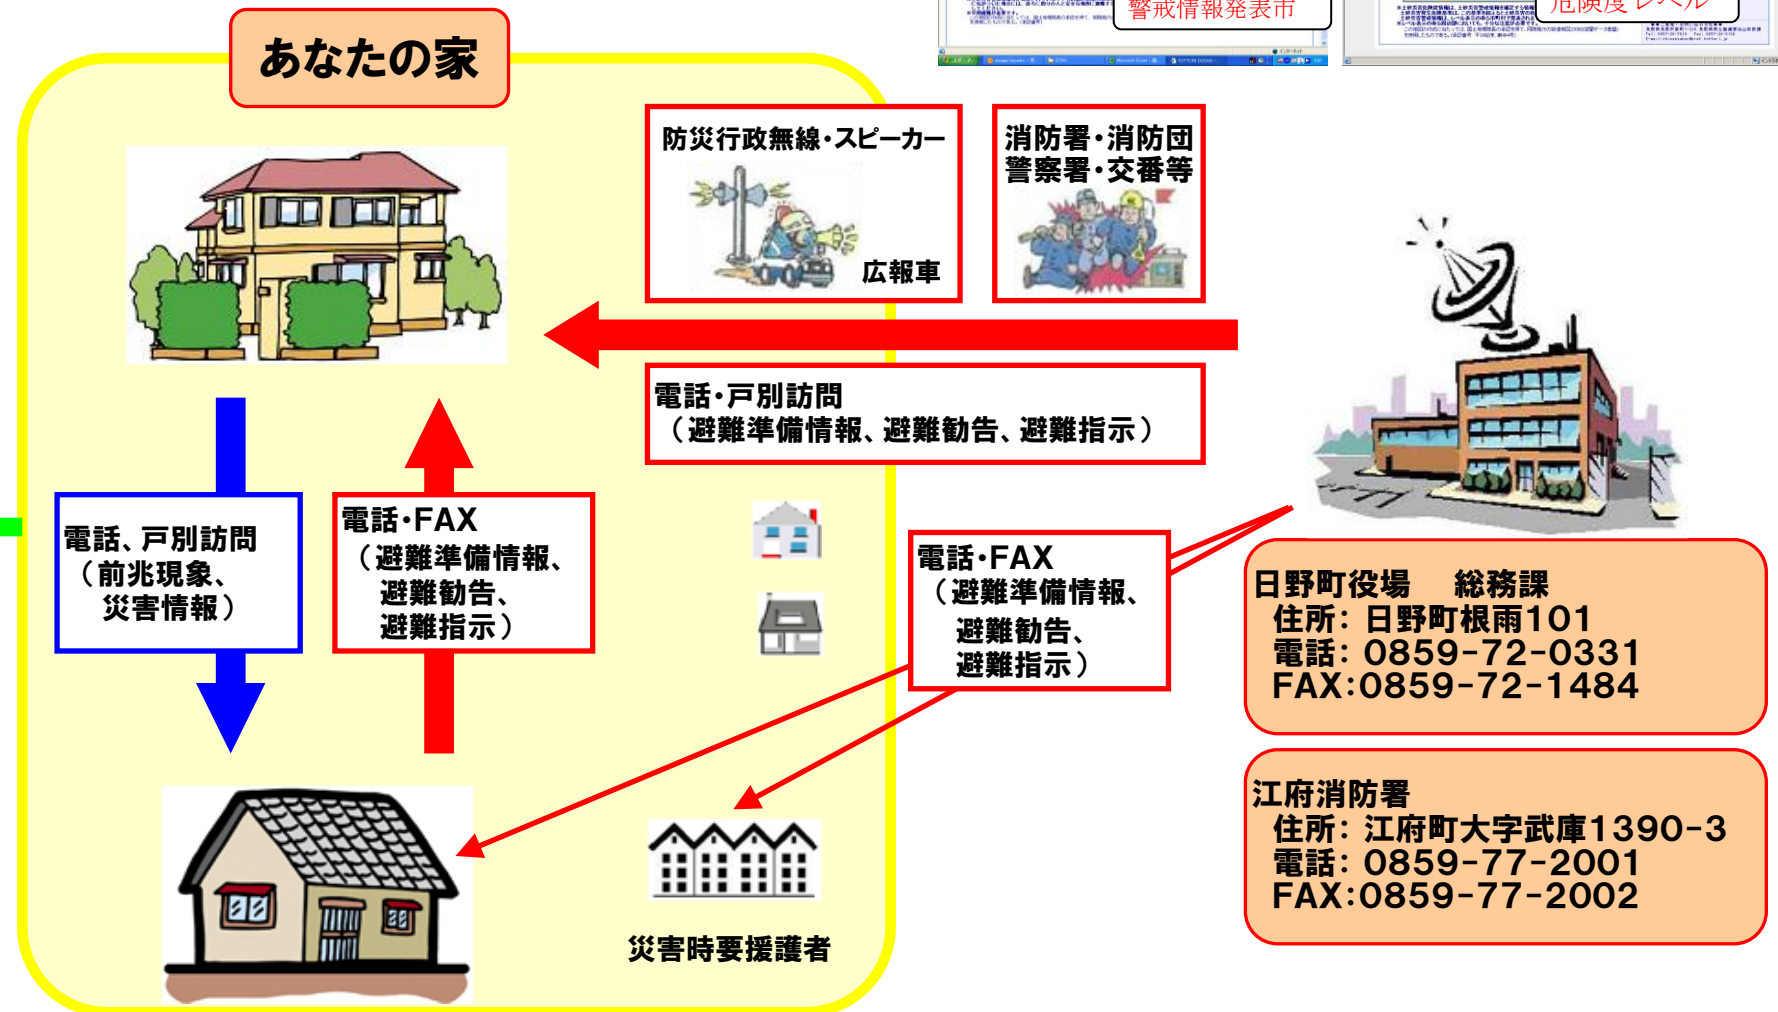 警戒情報発表市
危険度レベル
あなたの家
防災行政無線・スピーカー
広報車
消防署・消防団
警察署・交番等
電話・戸別訪問
（避難準備情報、避難勧告、避難指示）
電話、戸別訪問
（前兆現象、
災害情報）
電話・FAX
（避難準備情報、
避難勧告、
避難指示）
電話・FAX
（避難準備情報、
避難勧告、
避難指示）
災害時要援護者
日野町役場　総務課
住所：日野町根雨101
電話：0859-72-0331
FAX：0859-72-1484
江府消防署
住所：江府町大字武庫1390-3
電話：0859-77-2001
FAX：0859-77-2002